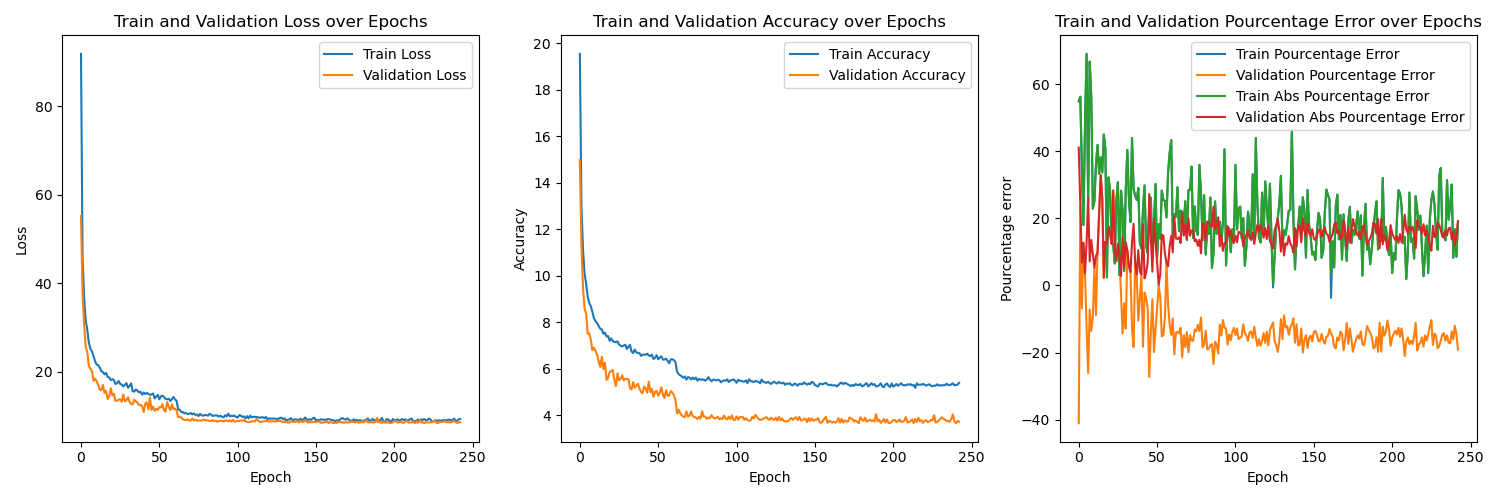 Train and Validation Loss over Epochs
Train Loss
Validation Loss
80
60
40
20
Loss
0
50
100
150
200
250
Epoch
Train and Validation Accuracy over Epochs
Train Accuracy
Validation Accuracy
20
18
16
14
12
10
8
6
4
Accuracy
0
50
100
150
200
250
Epoch
Train and Validation Pourcentage Error over Epochs
Train Pourcentage Error
Validation Pourcentage Error
Train Abs Pourcentage Error
Validation Abs Pourcentage Error
60
40
20
0
−20
−40
Pourcentage error
0
50
100
150
200
250
Epoch